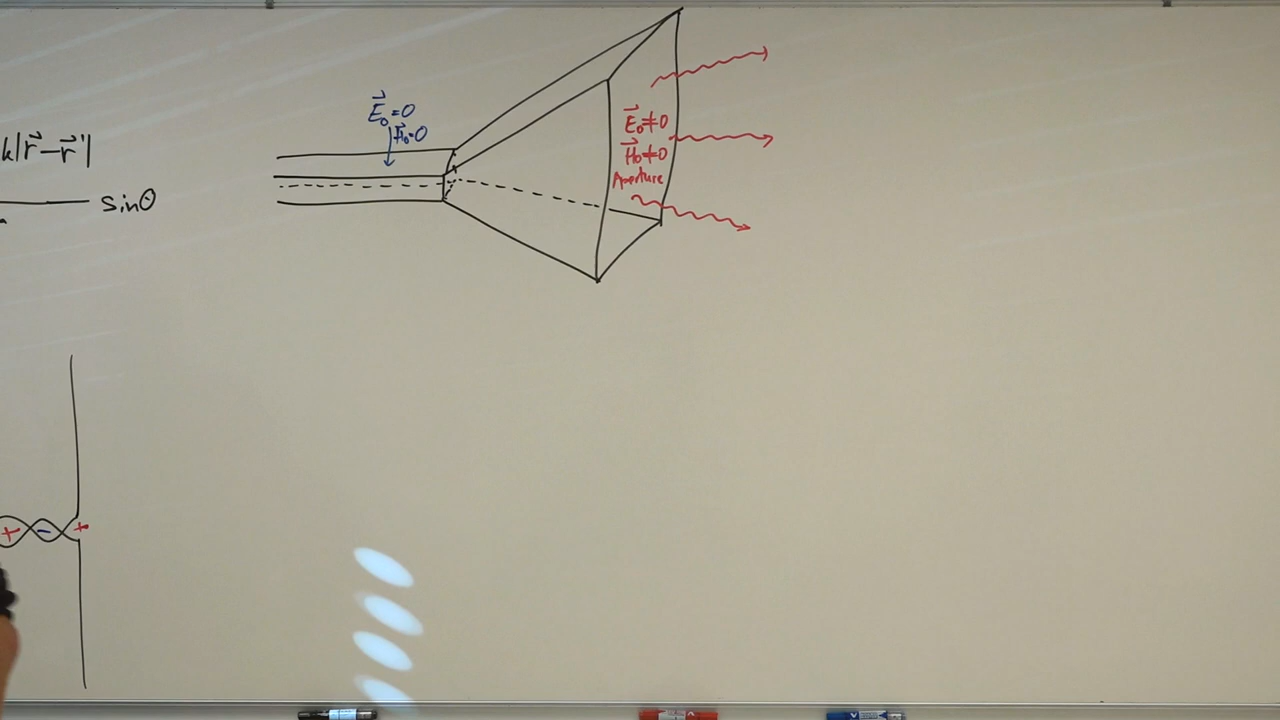 k|r⃗−r⃗'|
sinθ
E⃗₀=0
H⃗₀=0
E⃗₀≠0
H⃗₀≠0
Aperture
+ − +